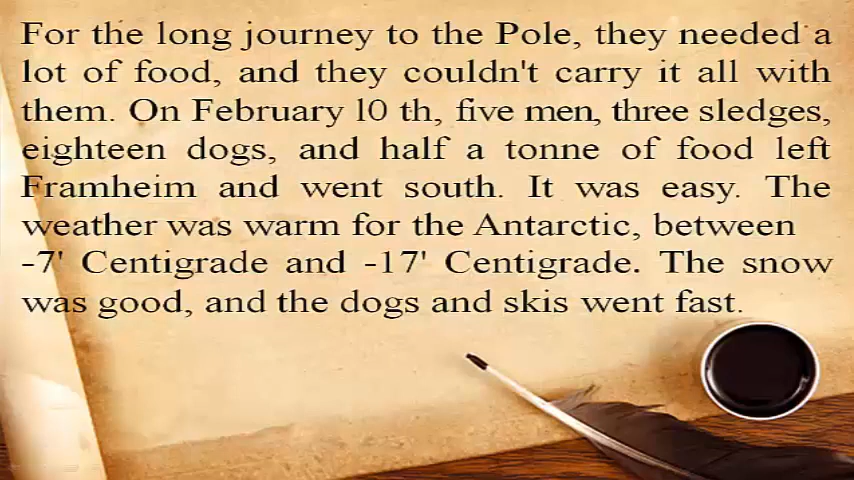 For the long journey to the Pole, they needed a
lot of food, and they couldn't carry it all with
them. On February l0 th, five men, three sledges,
eighteen dogs, and half a tonne of food left
Framheim and went south. It was easy. The
weather was warm for the Antarctic, between
-7' Centigrade and -17' Centigrade. The snow
was good, and the dogs and skis went fast.